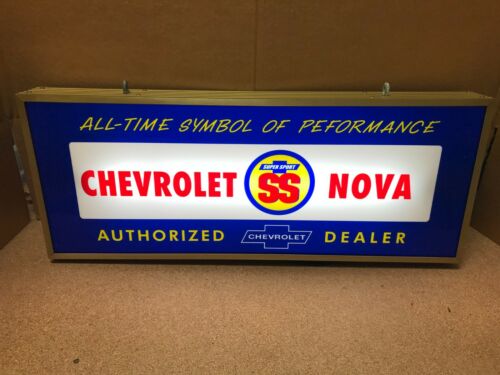 ALL-TIME SYMBOL OF PEFORMANCE
CHEVROLET SUPER SPORT SS NOVA
AUTHORIZED CHEVROLET DEALER